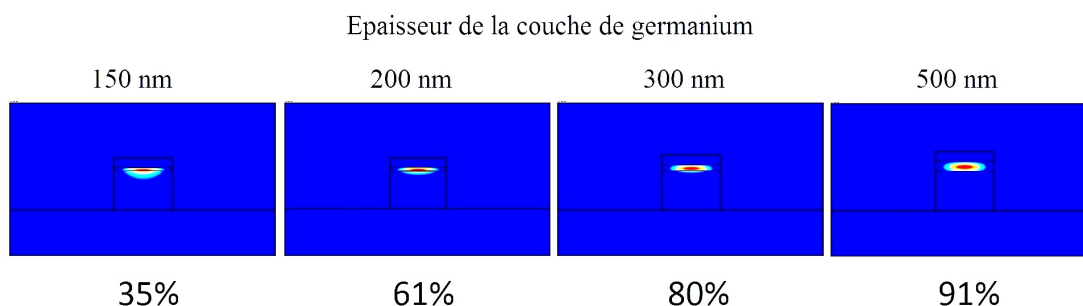 Epaisseur de la couche de germanium
150 nm 200 nm 300 nm 500 nm
35% 61% 80% 91%